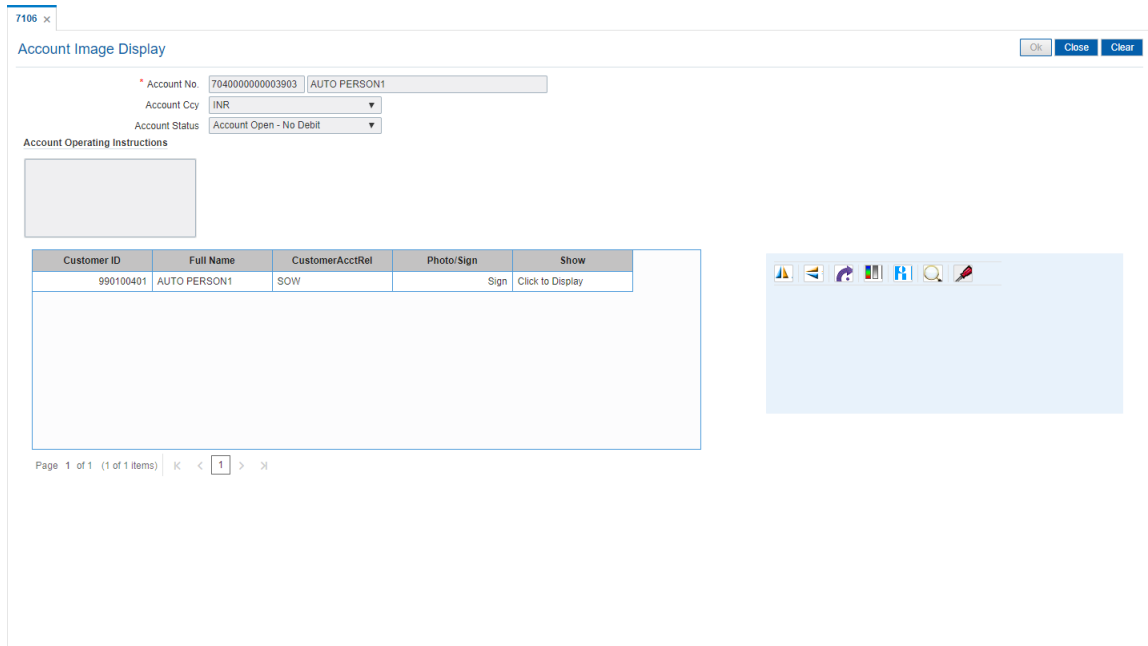 7106 ×
Account Image Display
Ok Close Clear
* Account No. 7040000000003903 AUTO PERSON1
Account Ccy INR
Account Status Account Open - No Debit
Account Operating Instructions
Customer ID Full Name CustomerAcctRel Photo/Sign Show
990100401 AUTO PERSON1 SOW Sign Click to Display
Page 1 of 1 (1 of 1 items) 1